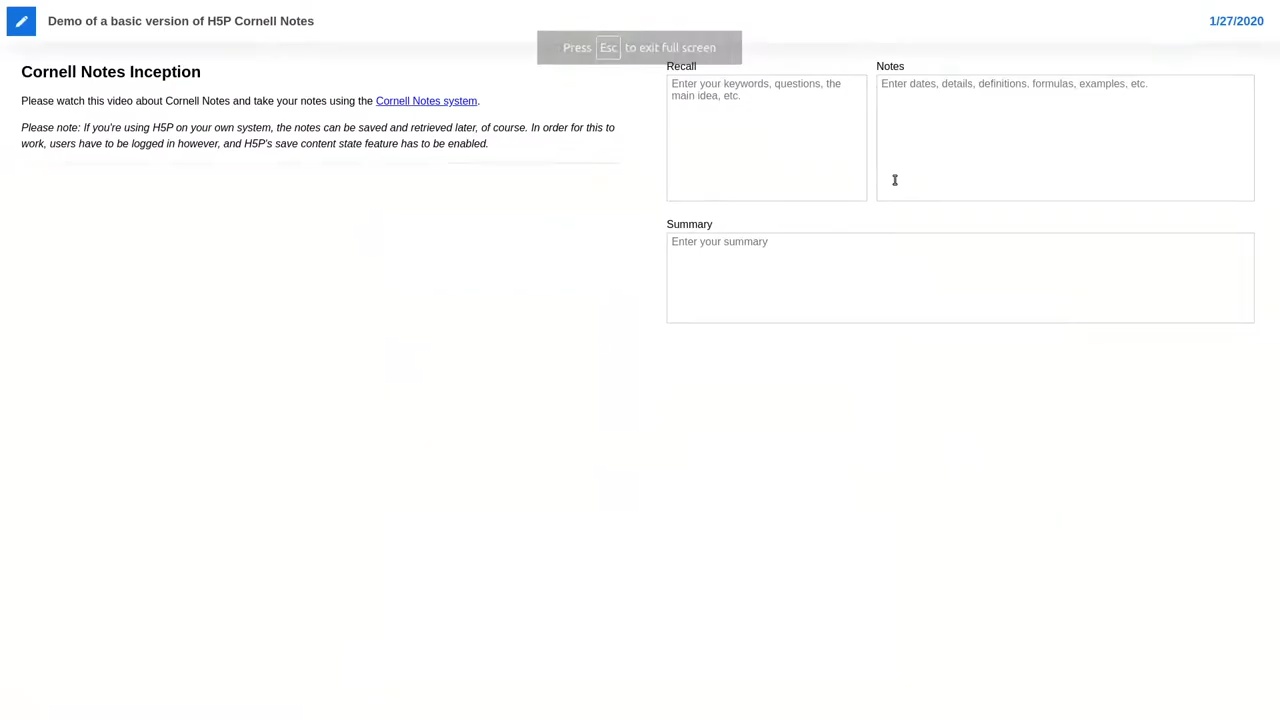 Demo of a basic version of H5P Cornell Notes
1/27/2020
Press Esc to exit full screen
Cornell Notes Inception
Please watch this video about Cornell Notes and take your notes using the Cornell Notes system.
Please note: If you're using H5P on your own system, the notes can be saved and retrieved later, of course. In order for this to
work, users have to be logged in however, and H5P's save content state feature has to be enabled.
Recall
Enter your keywords, questions, the
main idea, etc.
Notes
Enter dates, details, definitions, formulas, examples, etc.
Summary
Enter your summary